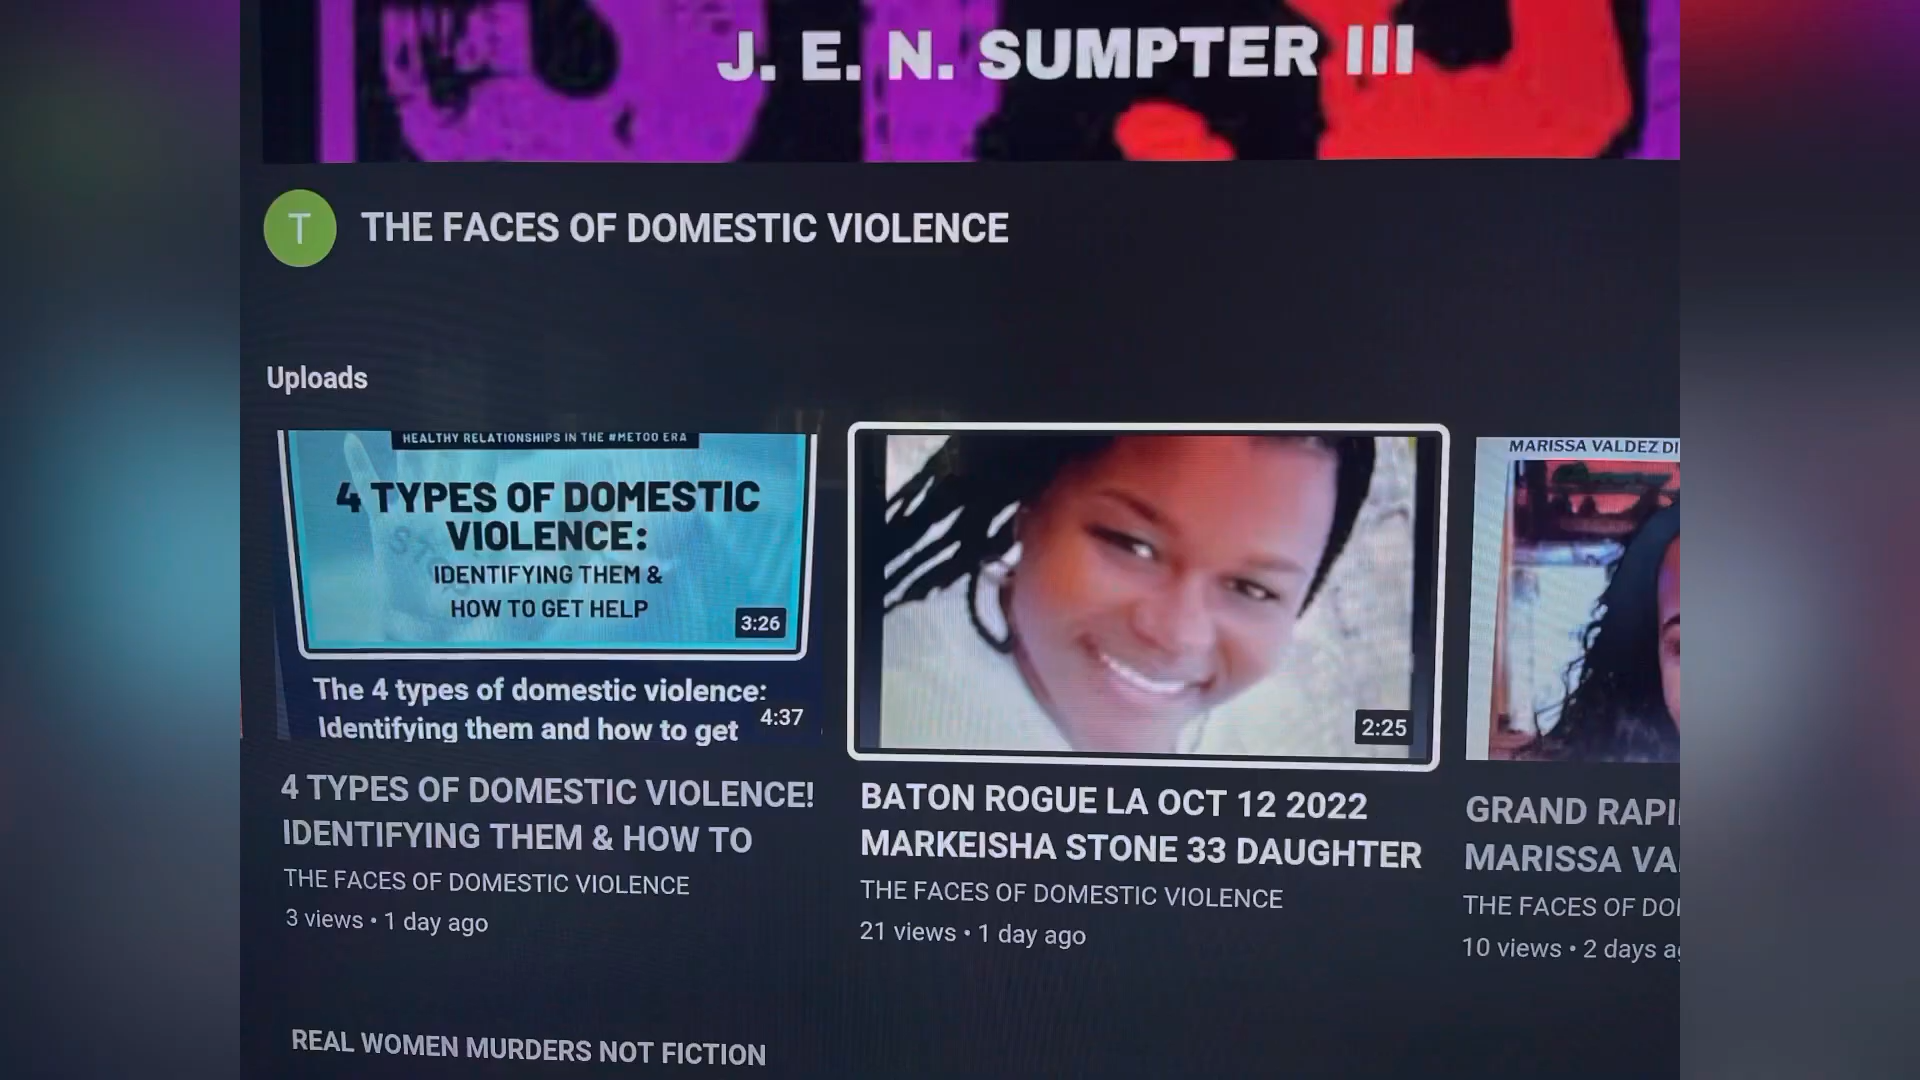 J. E. N. SUMPTER III
T
THE FACES OF DOMESTIC VIOLENCE
Uploads
HEALTHY RELATIONSHIPS IN THE #METOO ERA
4 TYPES OF DOMESTIC
VIOLENCE:
IDENTIFYING THEM &
HOW TO GET HELP
3:26
The 4 types of domestic violence:
Identifying them and how to get
4:37
4 TYPES OF DOMESTIC VIOLENCE!
IDENTIFYING THEM & HOW TO
THE FACES OF DOMESTIC VIOLENCE
3 views • 1 day ago
2:25
BATON ROGUE LA OCT 12 2022
MARKEISHA STONE 33 DAUGHTER
THE FACES OF DOMESTIC VIOLENCE
21 views • 1 day ago
MARISSA VALDEZ DI
GRAND RAPI
MARISSA VA
THE FACES OF DO
10 views • 2 days a
REAL WOMEN MURDERS NOT FICTION